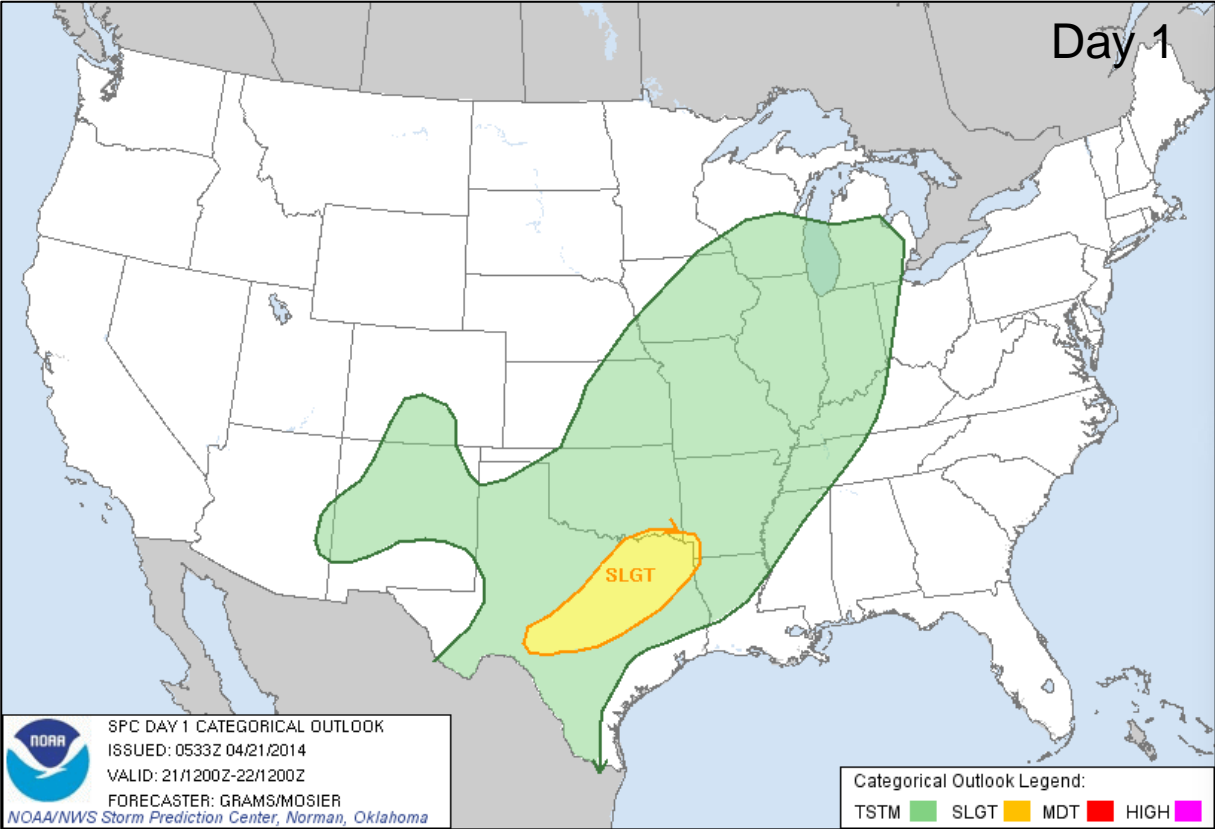 Day 1
SLGT
NOAA
SPC DAY 1 CATEGORICAL OUTLOOK
ISSUED: 0533Z 04/21/2014
VALID: 21/1200Z-22/1200Z
FORECASTER: GRAMS/MOSIER
NOAA/NWS Storm Prediction Center, Norman, Oklahoma
Categorical Outlook Legend:
TSTM SLGT MDT HIGH